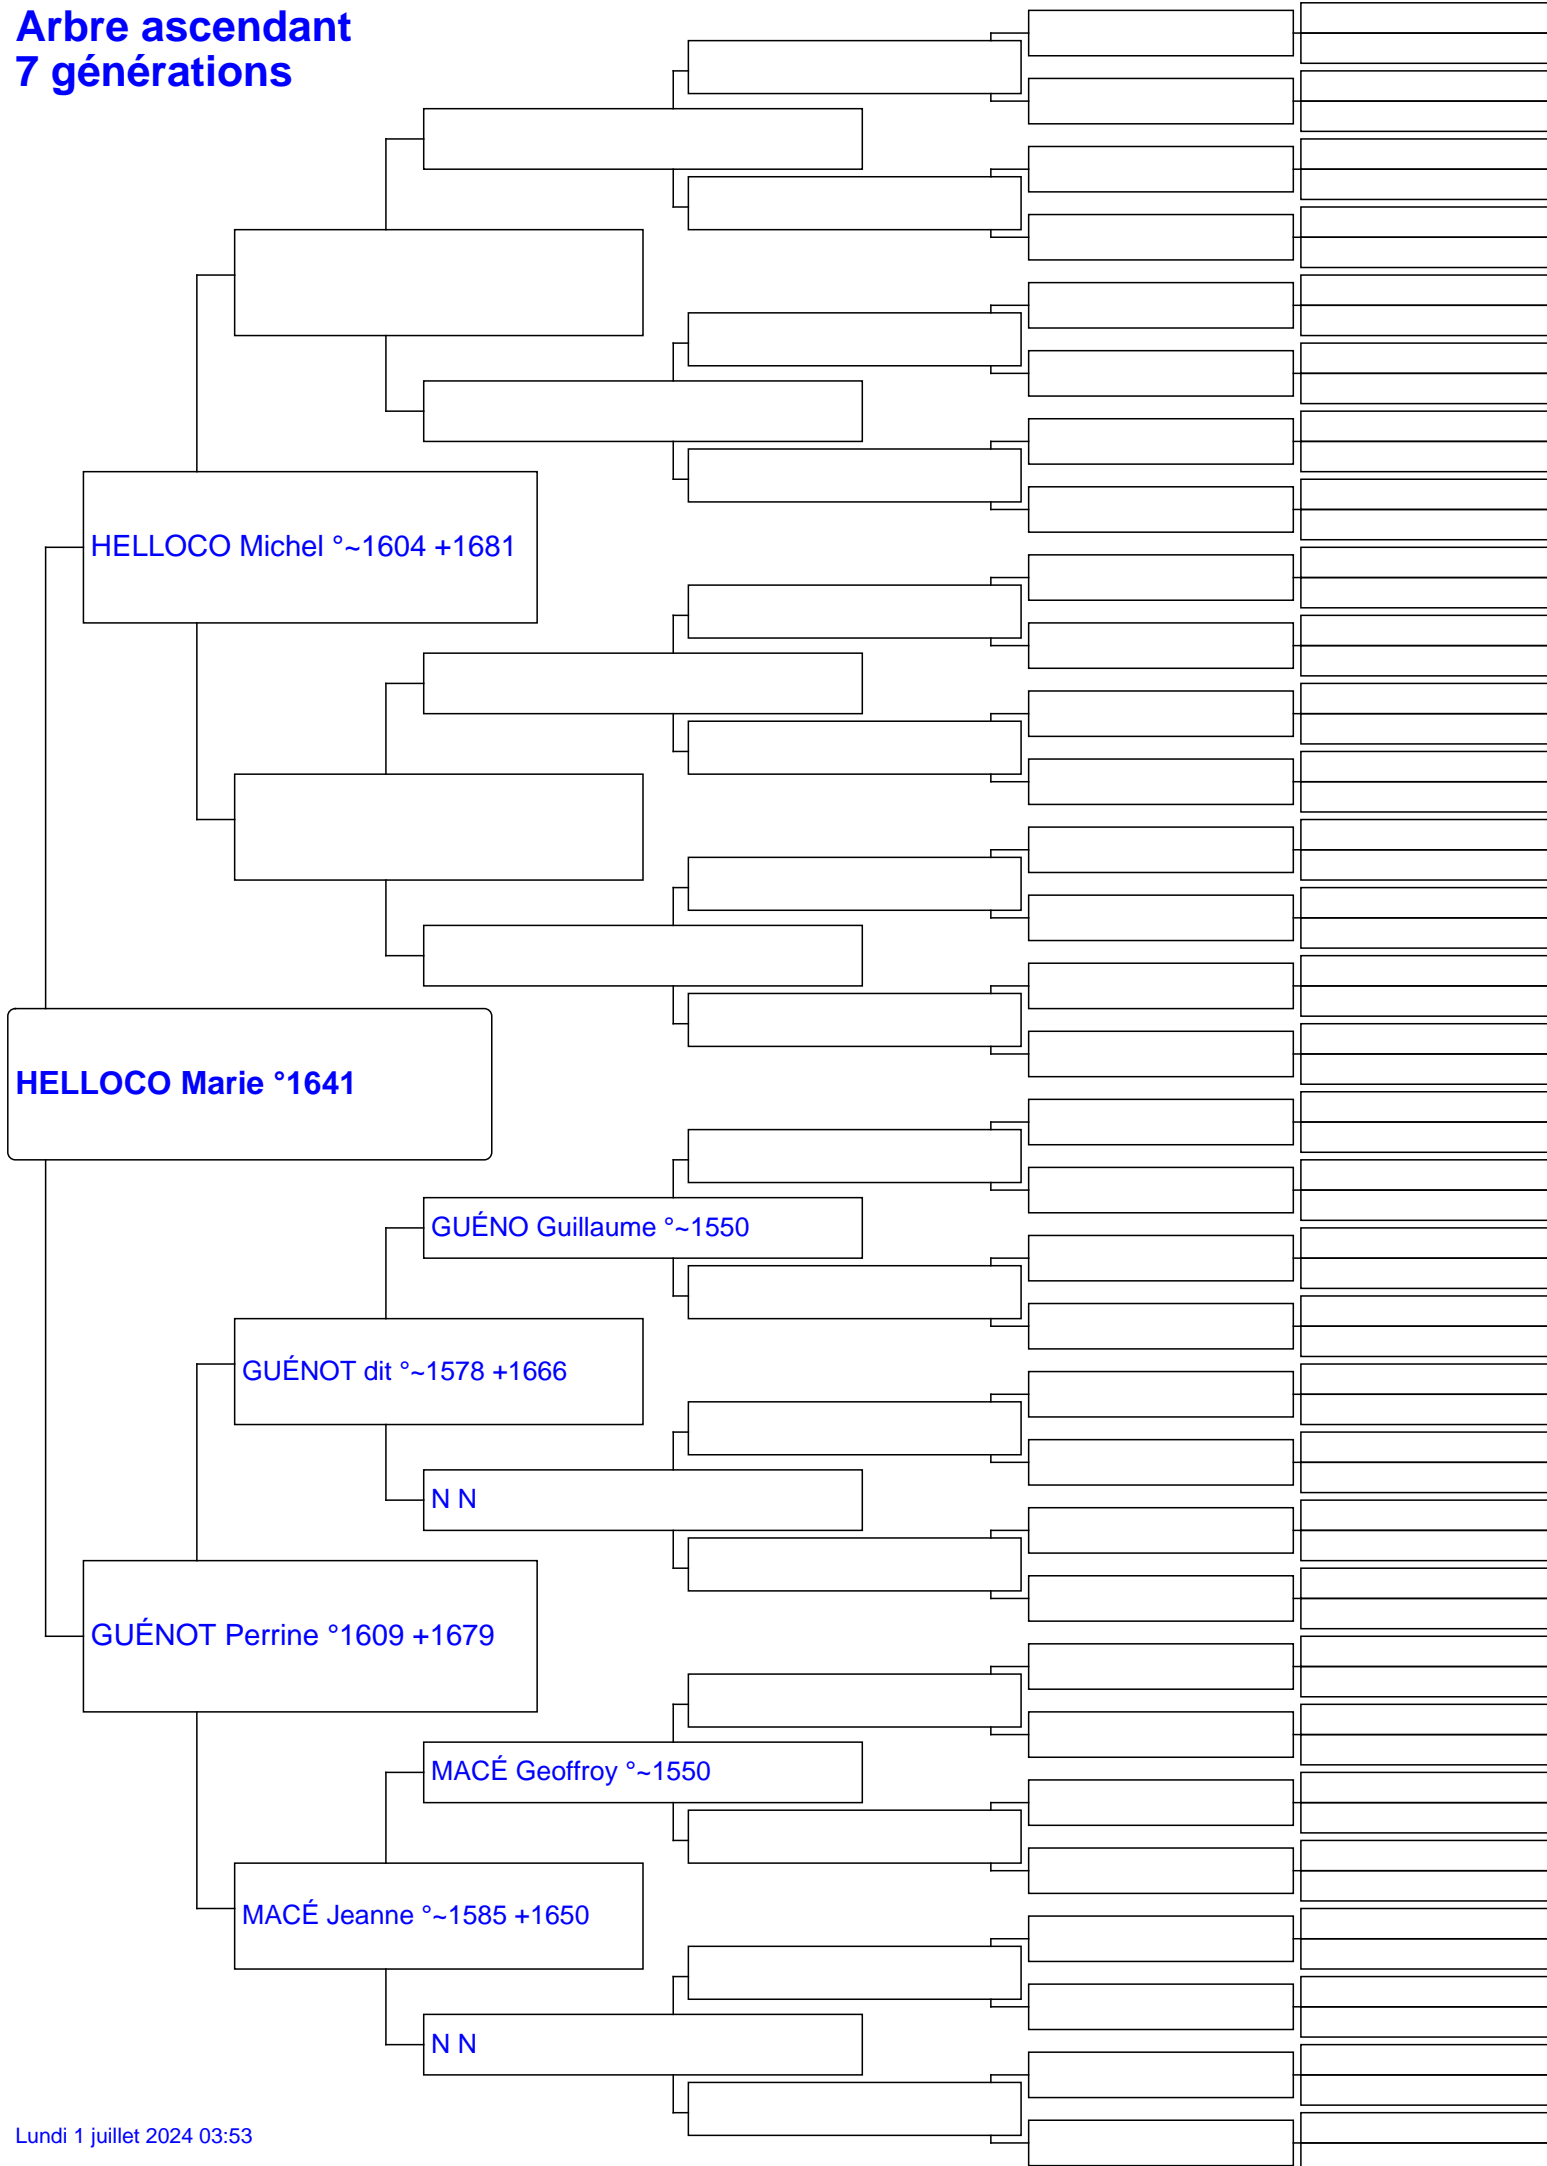 Arbre ascendant
7 générations
HELLOCO Michel °~1604 +1681
HELLOCO Marie °1641
GUÉNO Guillaume °~1550
GUÉNOT dit °~1578 +1666
N N
GUÉNOT Perrine °1609 +1679
MACÉ Geoffroy °~1550
MACÉ Jeanne °~1585 +1650
N N
Lundi 1 juillet 2024 03:53